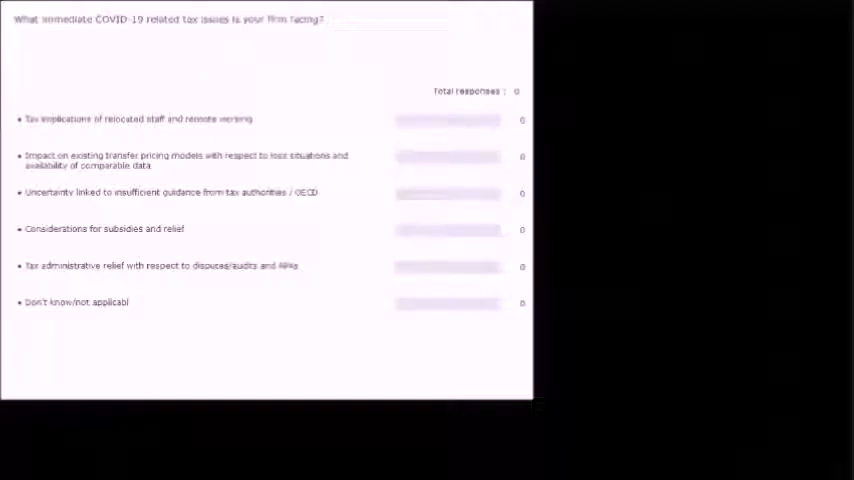 What immediate COVID-19 related tax issues is your firm facing?
Total responses : 0
• Tax implications of relocated staff and remote working 0
• Impact on existing transfer pricing models with respect to loss situations and
availability of comparable data 0
• Uncertainty linked to insufficient guidance from tax authorities / OECD 0
• Considerations for subsidies and relief 0
• Tax administrative relief with respect to disputes/audits and APAs 0
• Don't know/not applicabl 0